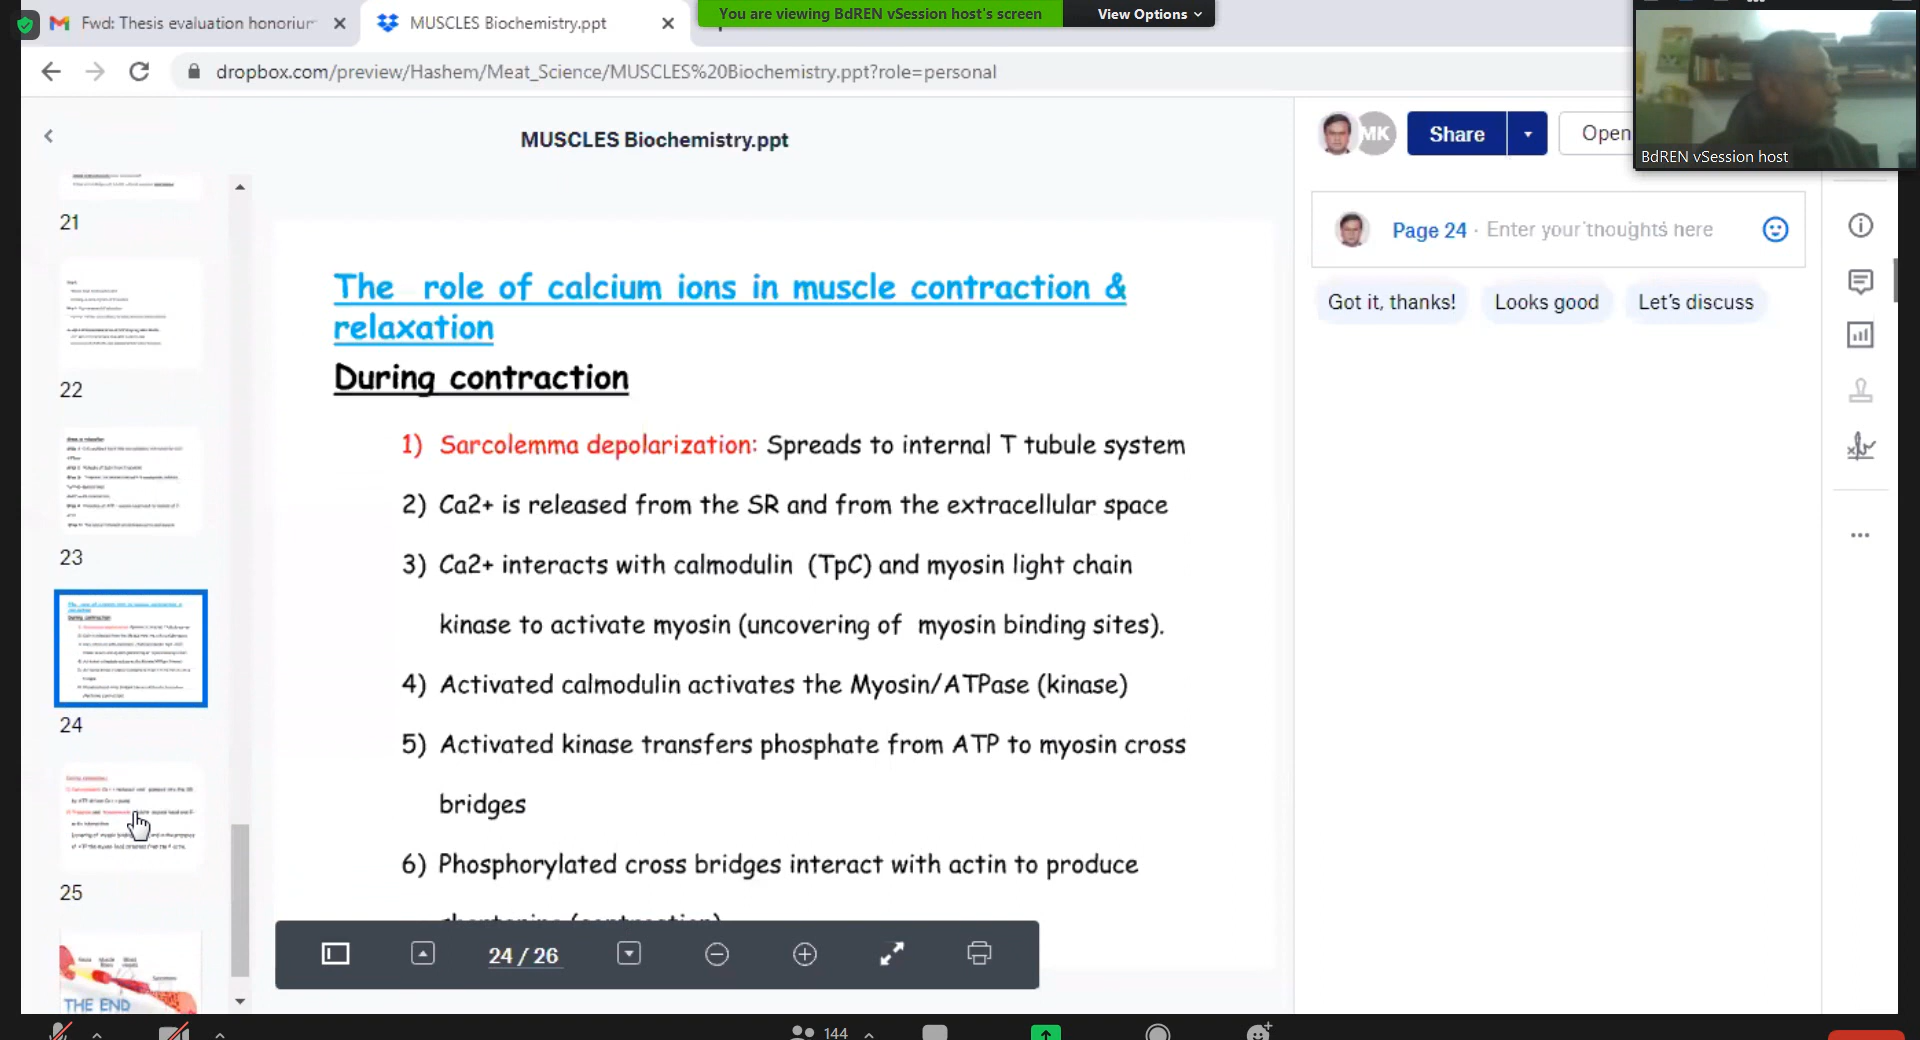 You are viewing BdREN vSession host's screen
View Options
Fwd: Thesis evaluation honoriur
MUSCLES Biochemistry.ppt
dropbox.com/preview/Hashem/Meat_Science/MUSCLES%20Biochemistry.ppt?role=personal
BdREN vSession host
MUSCLES Biochemistry.ppt
MK
Share
Open
Page 24 · Enter your thoughts here
Got it, thanks!
Looks good
Let's discuss
21
22
23
24
25
THE END
The role of calcium ions in muscle contraction &
relaxation
During contraction
1) Sarcolemma depolarization: Spreads to internal T tubule system
2) Ca2+ is released from the SR and from the extracellular space
3) Ca2+ interacts with calmodulin (TpC) and myosin light chain
kinase to activate myosin (uncovering of myosin binding sites).
4) Activated calmodulin activates the Myosin/ATPase (kinase)
5) Activated kinase transfers phosphate from ATP to myosin cross
bridges
6) Phosphorylated cross bridges interact with actin to produce
24 / 26
144